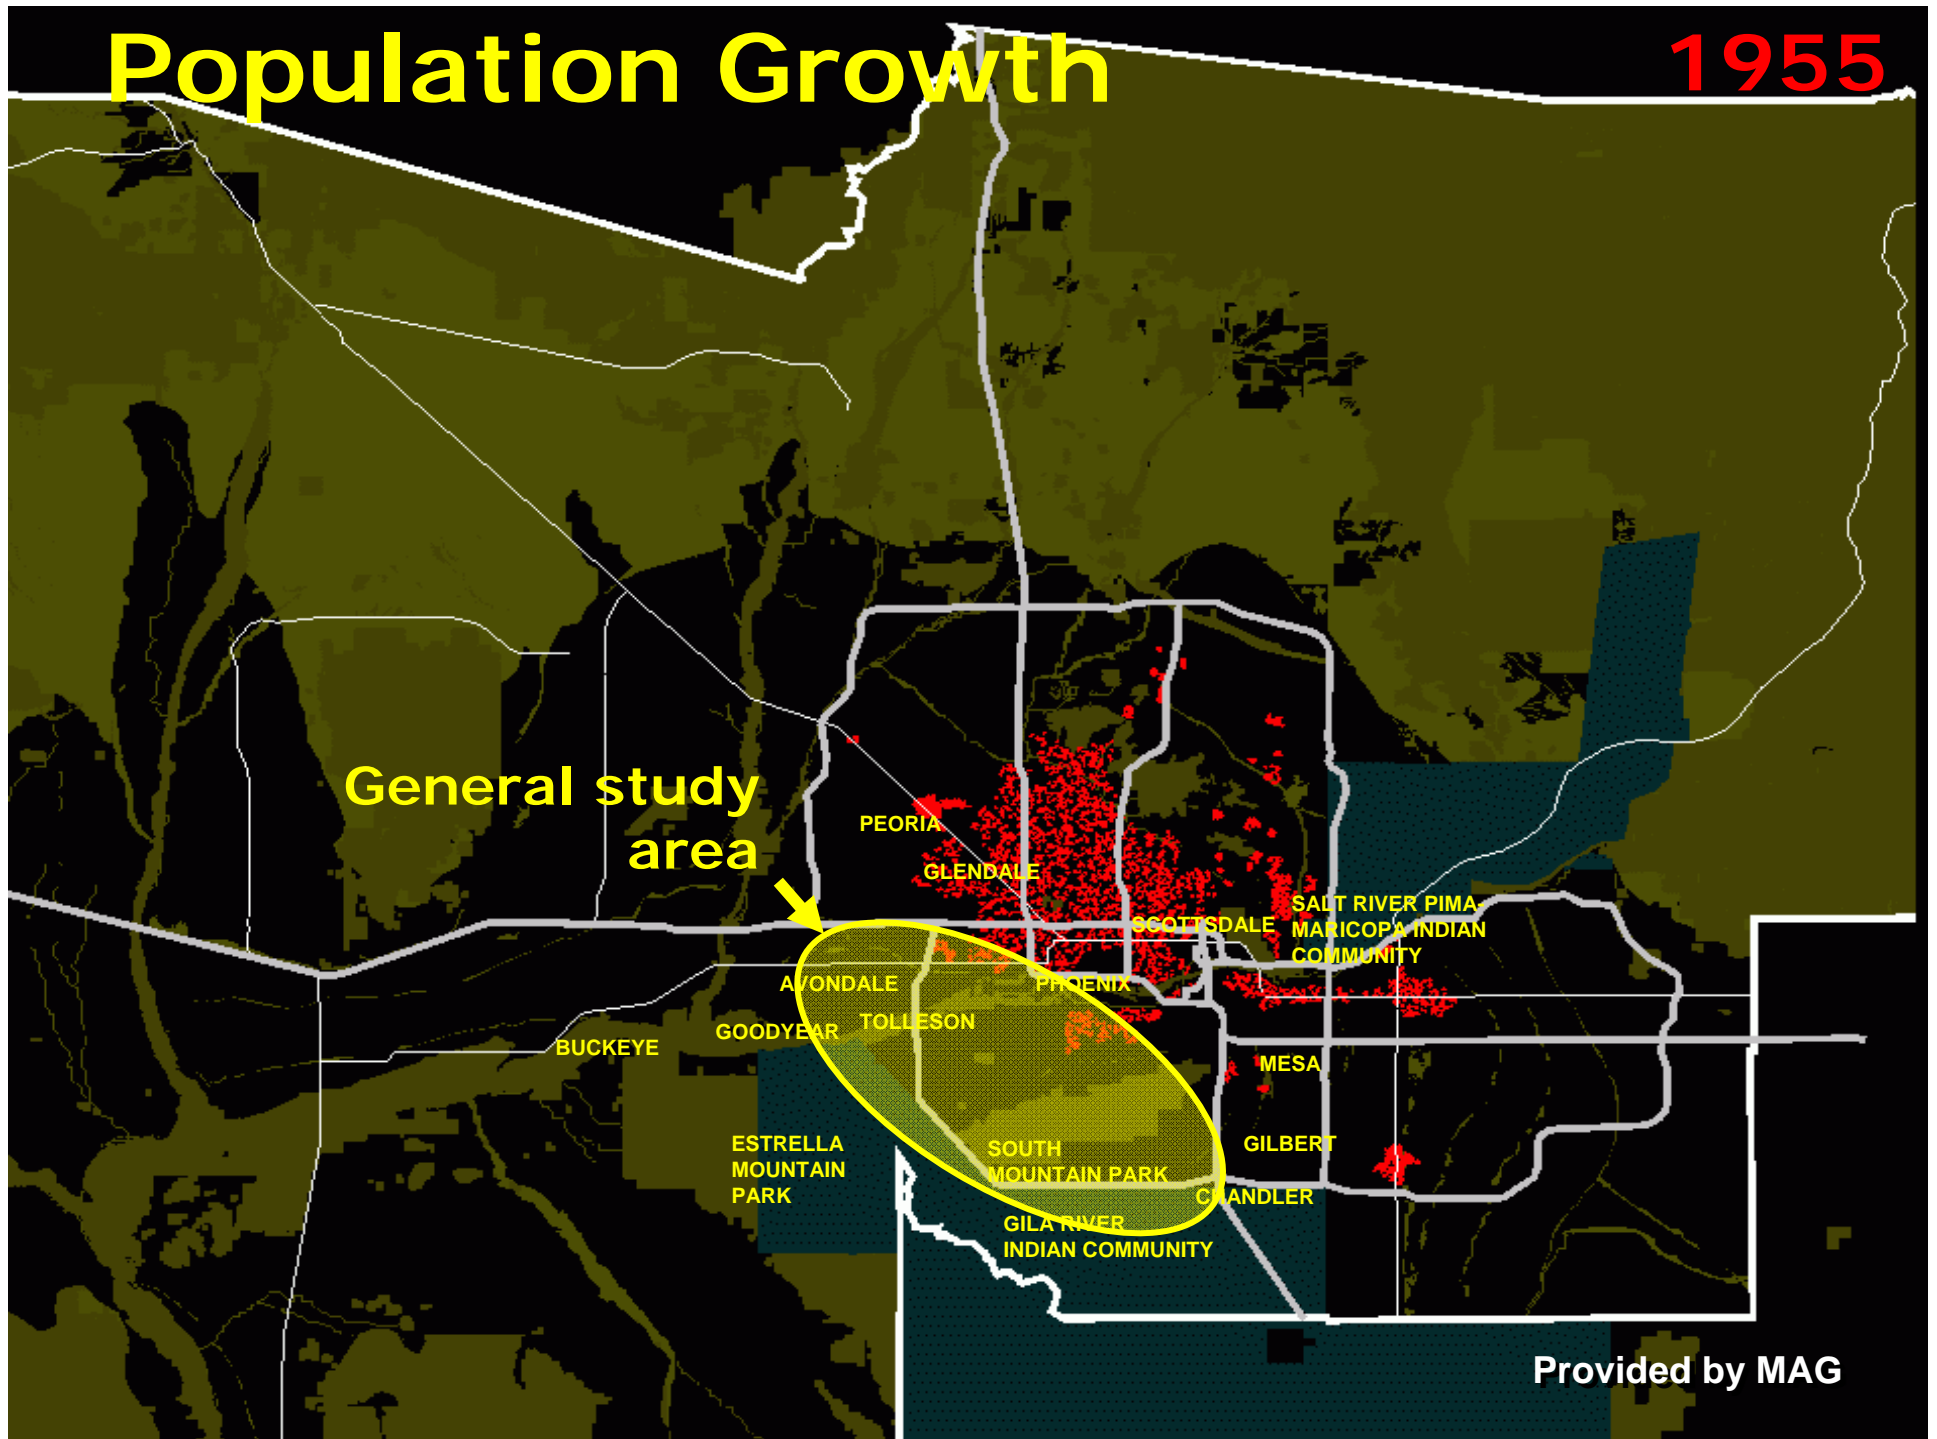 Population Growth
1955
General study
area
PEORIA
GLENDALE
SCOTTSDALE
SALT RIVER PIMA-
MARICOPA INDIAN
COMMUNITY
AVONDALE
PHOENIX
TOLLESON
GOODYEAR
BUCKEYE
MESA
ESTRELLA
MOUNTAIN
PARK
SOUTH
MOUNTAIN PARK
GILBERT
CHANDLER
GILA RIVER
INDIAN COMMUNITY
Provided by MAG